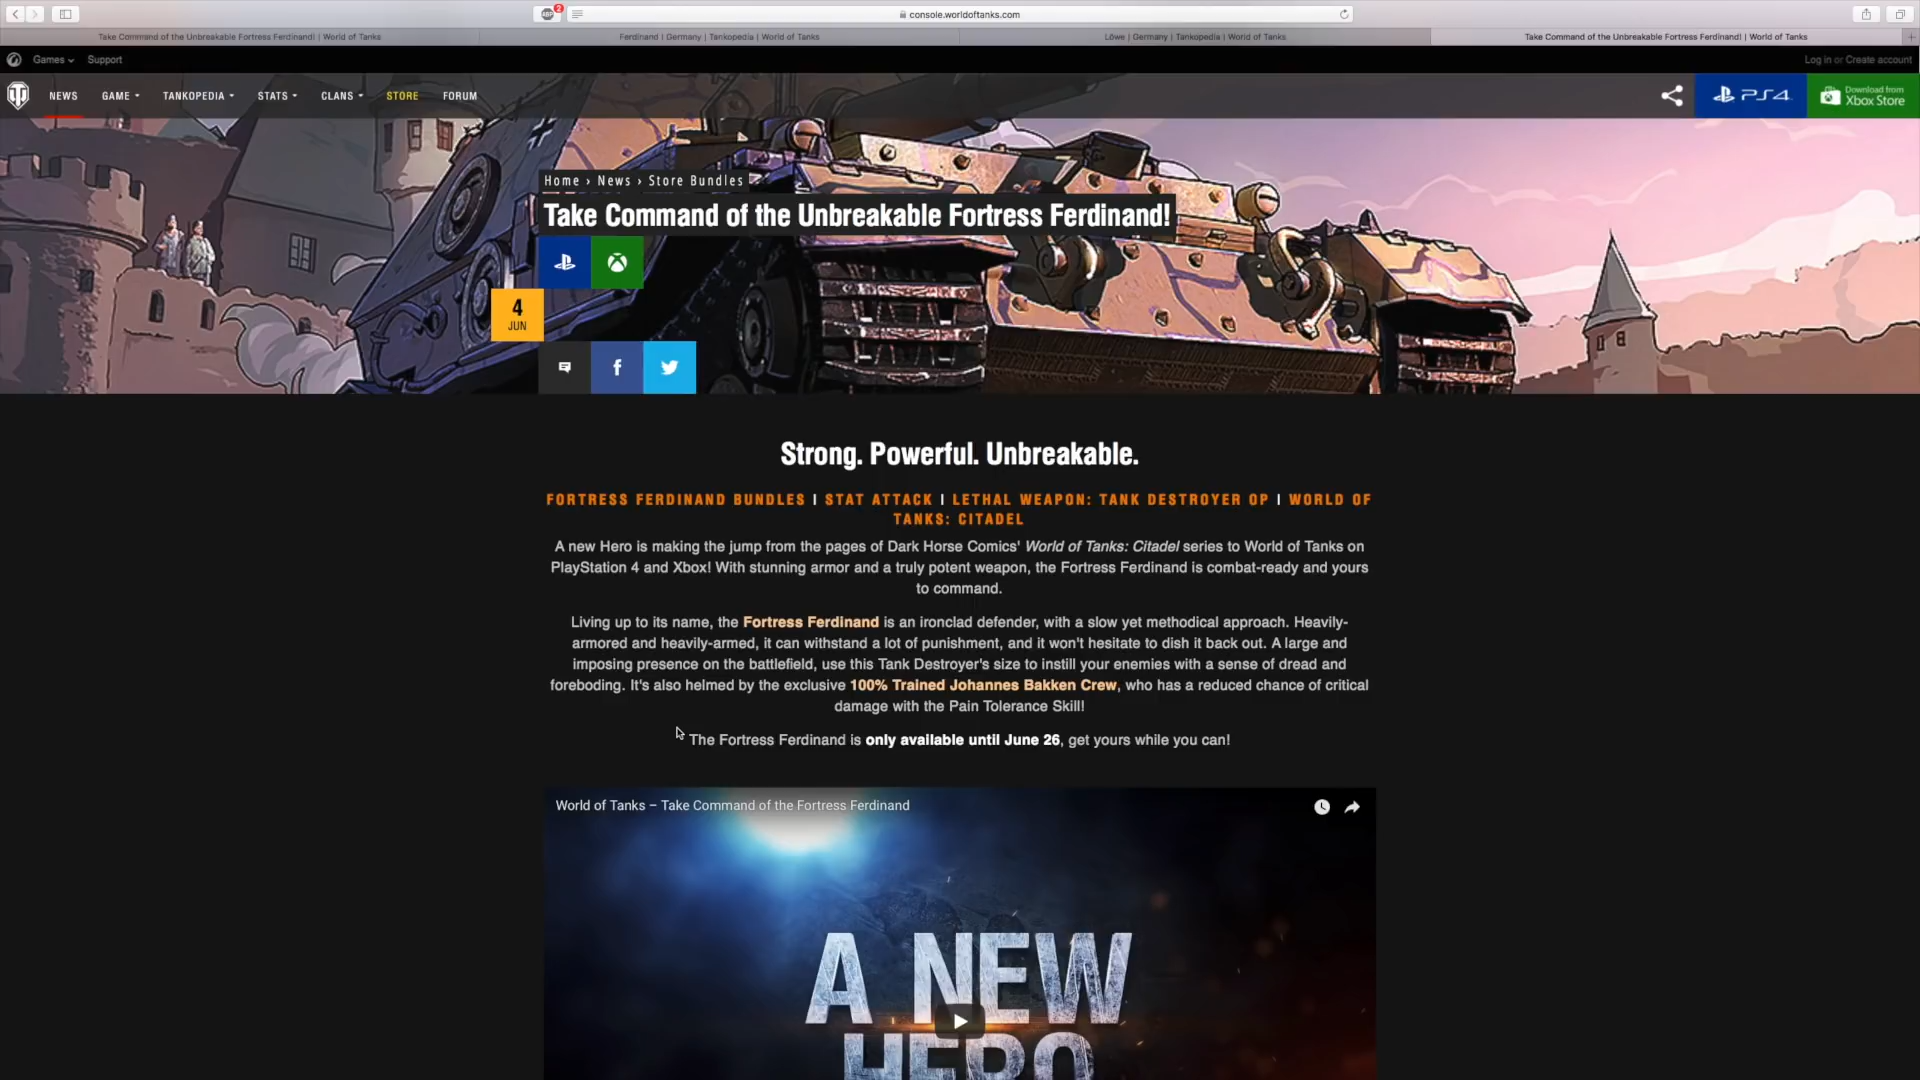 2
console.worldoftanks.com
Take Command of the Unbreakable Fortress Ferdinand! | World of Tanks
Ferdinand | Germany | Tankopedia | World of Tanks
Löwe | Germany | Tankopedia | World of Tanks
Take Command of the Unbreakable Fortress Ferdinand! | World of Tanks
Games
Support
Log in or Create account
NEWS
GAME
TANKOPEDIA
STATS
CLANS
STORE
FORUM
PS4
Download from
Xbox Store
Home › News › Store Bundles
Take Command of the Unbreakable Fortress Ferdinand!
4
JUN
Strong. Powerful. Unbreakable.
FORTRESS FERDINAND BUNDLES | STAT ATTACK | LETHAL WEAPON: TANK DESTROYER OP | WORLD OF
TANKS: CITADEL
A new Hero is making the jump from the pages of Dark Horse Comics' World of Tanks: Citadel series to World of Tanks on
PlayStation 4 and Xbox! With stunning armor and a truly potent weapon, the Fortress Ferdinand is combat-ready and yours
to command.
Living up to its name, the Fortress Ferdinand is an ironclad defender, with a slow yet methodical approach. Heavily-
armored and heavily-armed, it can withstand a lot of punishment, and it won't hesitate to dish it back out. A large and
imposing presence on the battlefield, use this Tank Destroyer's size to instill your enemies with a sense of dread and
foreboding. It's also helmed by the exclusive 100% Trained Johannes Bakken Crew, who has a reduced chance of critical
damage with the Pain Tolerance Skill!
The Fortress Ferdinand is only available until June 26, get yours while you can!
World of Tanks – Take Command of the Fortress Ferdinand
A NEW
HERO